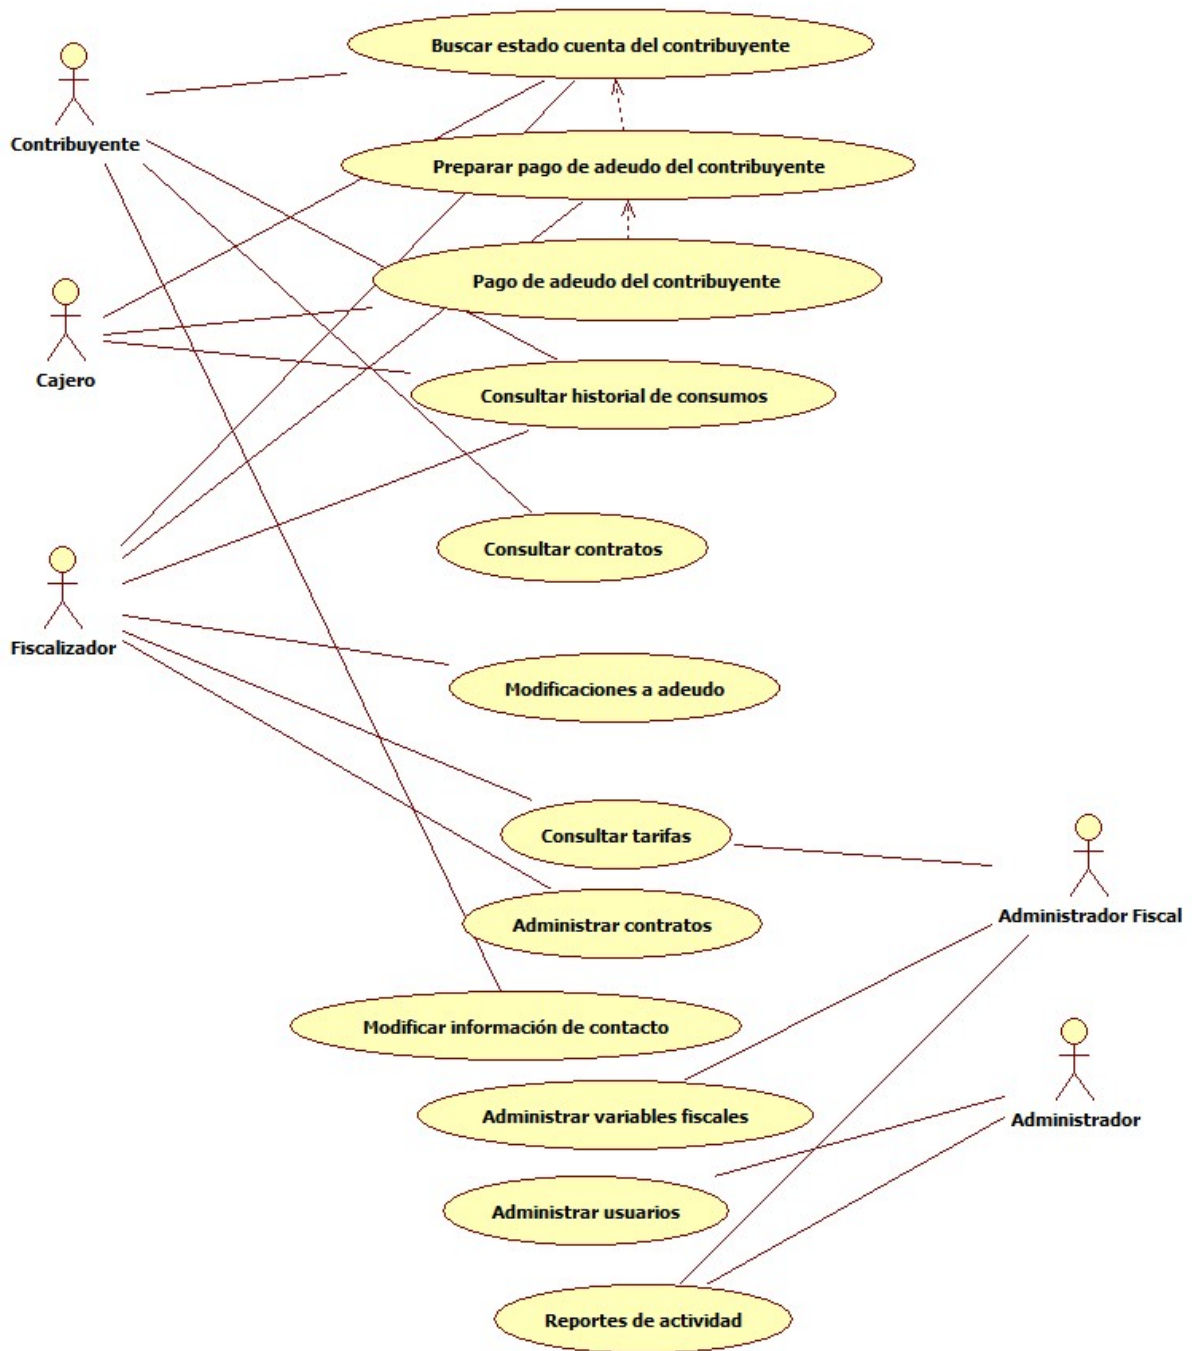 Buscar estado cuenta del contribuyente
Contribuyente
Preparar pago de adeudo del contribuyente
Pago de adeudo del contribuyente
Cajero
Consultar historial de consumos
Consultar contratos
Fiscalizador
Modificaciones a adeudo
Consultar tarifas
Administrador Fiscal
Administrar contratos
Modificar información de contacto
Administrar variables fiscales
Administrador
Administrar usuarios
Reportes de actividad